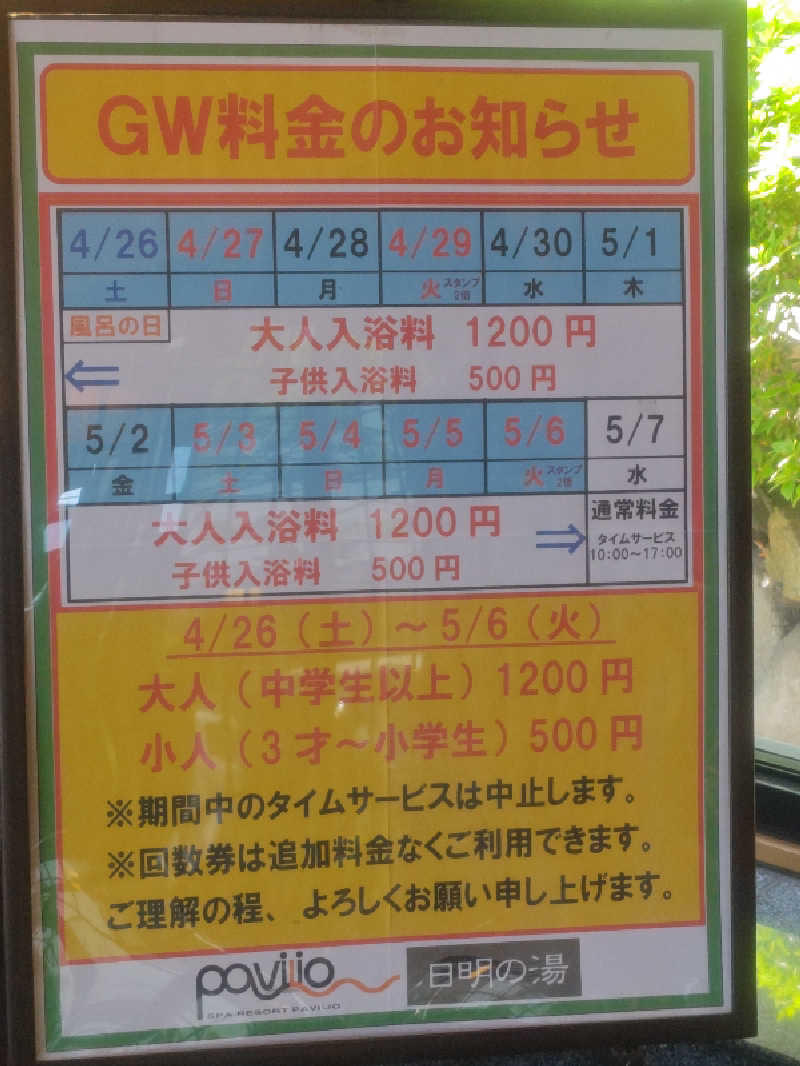 GW料金のお知らせ
4/26 4/27 4/28 4/29 4/30 5/1
土 日 月 火 スタンプ2倍 水 木
風呂の日
大人入浴料 1200円
⇐
子供入浴料 500円
5/2 5/3 5/4 5/5 5/6 5/7
金 土 日 月 火 スタンプ2倍 水
大人入浴料 1200円 ⇒
子供入浴料 500円
通常料金
タイムサービス
10:00～17:00
4/26（土）～5/6（火）
大人（中学生以上）1200円
小人（3才～小学生）500円
※期間中のタイムサービスは中止します。
※回数券は追加料金なくご利用できます。
ご理解の程、よろしくお願い申し上げます。
pavijio
SPA RESORT PAVIJIO
日明の湯